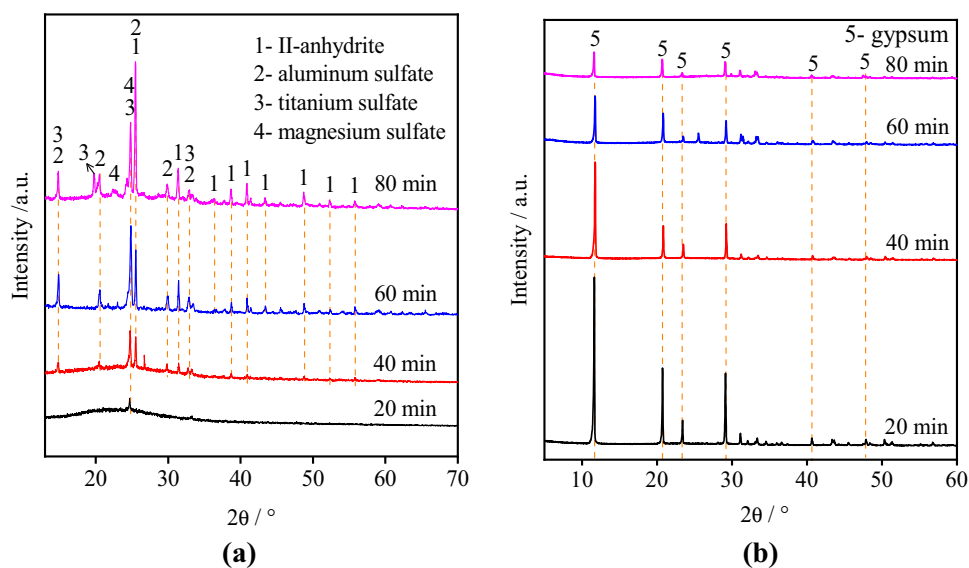 2
1
1- II-anhydrite
2- aluminum sulfate
3- titanium sulfate
4- magnesium sulfate
4
3
3
2
3
2
4
2
1
1
3
2
1
1
1
1
1
1
1
80 min
60 min
40 min
20 min
Intensity /a.u.
20 30 40 50 60 70
2θ / °
(a)
5- gypsum
5 5 5 5 5 5
80 min
60 min
40 min
20 min
Intensity / a.u.
10 20 30 40 50 60
2θ / °
(b)